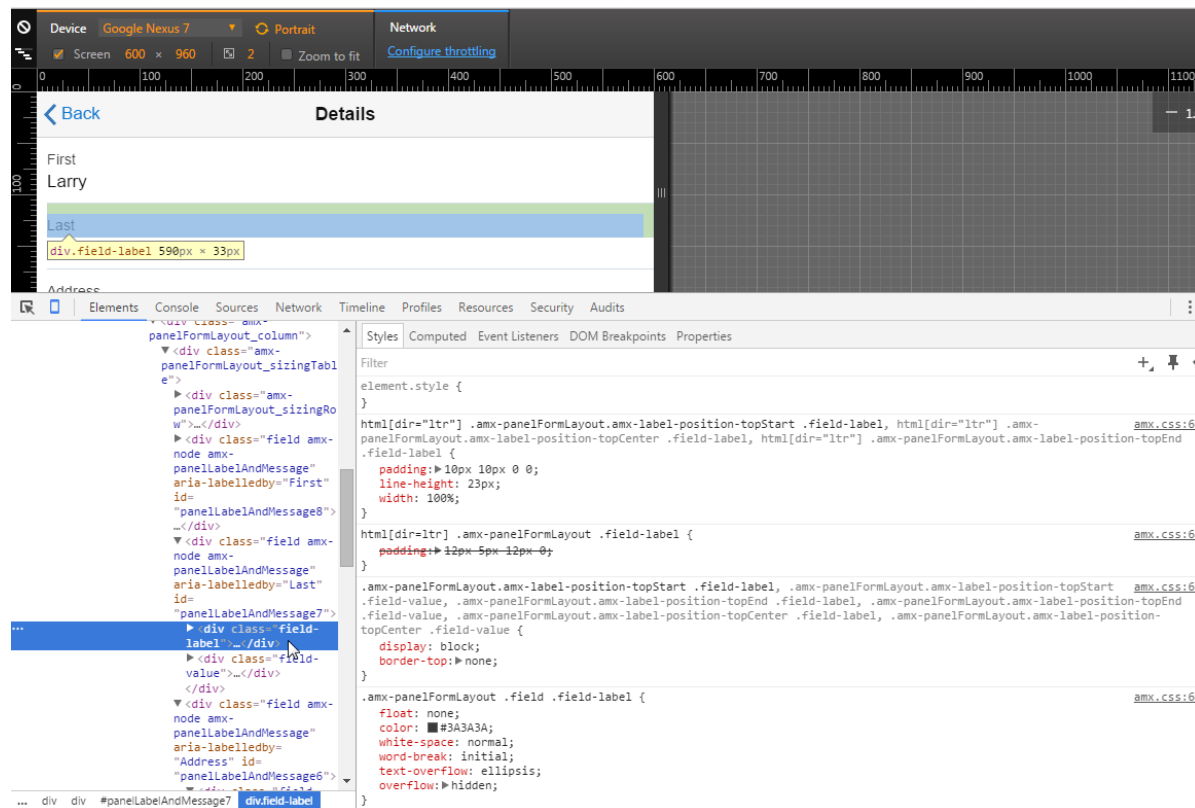 Device Google Nexus 7 ▼ Portrait Network
✓ Screen 600 × 960 2 Zoom to fit Configure throttling
0 100 200 300 400 500 600 700 800 900 1000 1100
0
100
Back Details − 1.
First
Larry
Last
div.field-label 590px × 33px
Address
Elements Console Sources Network Timeline Profiles Resources Security Audits
▼<div class="amx-
panelFormLayout_column">
▼<div class="amx-
panelFormLayout_sizingTabl
e">
▶<div class="amx-
panelFormLayout_sizingRo
w">…</div>
▶<div class="field amx-
node amx-
panelLabelAndMessage"
aria-labelledby="First"
id=
"panelLabelAndMessage8">
…</div>
▼<div class="field amx-
node amx-
panelLabelAndMessage"
aria-labelledby="Last"
id=
"panelLabelAndMessage7">
... ▶<div class="field-
label">…</div>
▶<div class="field-
value">…</div>
</div>
▼<div class="field amx-
node amx-
panelLabelAndMessage"
aria-labelledby=
"Address" id=
"panelLabelAndMessage6">
▼<div class="field-
... div div #panelLabelAndMessage7 div.field-label
Styles Computed Event Listeners DOM Breakpoints Properties
Filter
element.style {
}
html[dir="ltr"] .amx-panelFormLayout.amx-label-position-topStart .field-label, html[dir="ltr"] .amx- amx.css:6
panelFormLayout.amx-label-position-topCenter .field-label, html[dir="ltr"] .amx-panelFormLayout.amx-label-position-topEnd
.field-label {
padding:▶10px 10px 0 0;
line-height: 23px;
width: 100%;
}
html[dir=ltr] .amx-panelFormLayout .field-label { amx.css:6
padding:▶12px 5px 12px 0;
}
.amx-panelFormLayout.amx-label-position-topStart .field-label, .amx-panelFormLayout.amx-label-position-topStart amx.css:6
.field-value, .amx-panelFormLayout.amx-label-position-topEnd .field-label, .amx-panelFormLayout.amx-label-position-topEnd
.field-value, .amx-panelFormLayout.amx-label-position-topCenter .field-label, .amx-panelFormLayout.amx-label-position-
topCenter .field-value {
display: block;
border-top:▶none;
}
.amx-panelFormLayout .field .field-label { amx.css:6
float: none;
color: #3A3A3A;
white-space: normal;
word-break: initial;
text-overflow: ellipsis;
overflow:▶hidden;
}